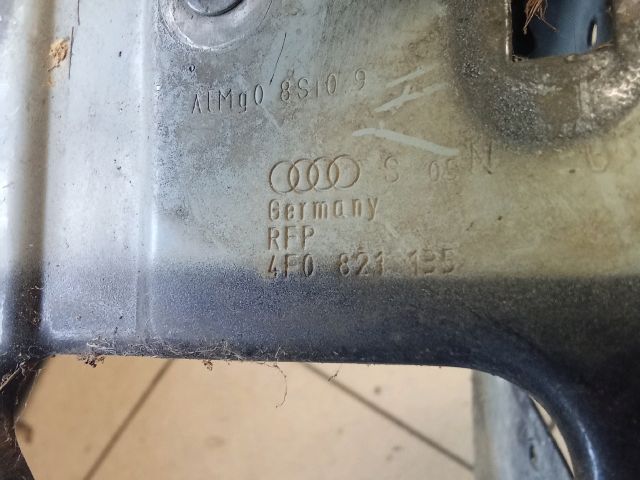 AlMg0 8Si0.9
S 05 N
Germany
RFP
4F0 821 135